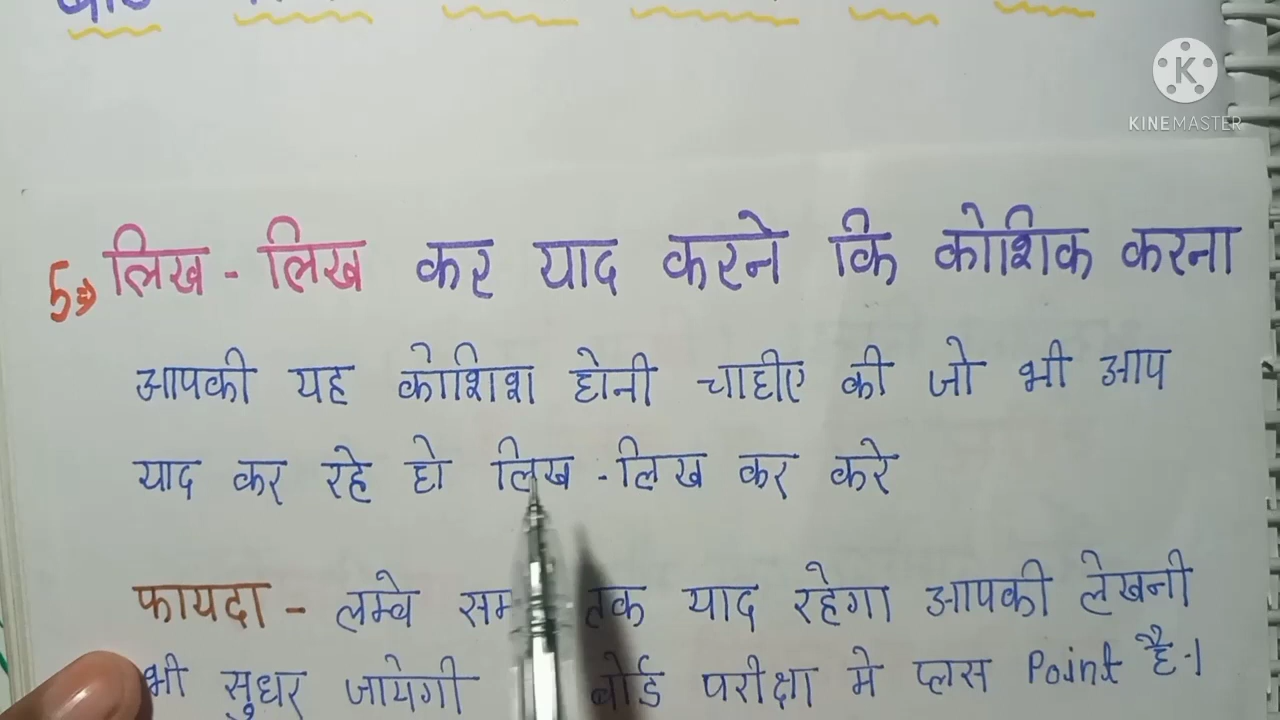 KINEMASTER
5⇒ लिख - लिख कर याद करने कि कोशिक करना
आपकी यह कोशिश होनी चाहीए की जो भी आप
याद कर रहे हो लिख - लिख कर करे
फायदा - लम्बे तक याद रहेगा आपकी लेखनी
भी सुधर जायेगी बोर्ड परीक्षा मे प्लस Point है।